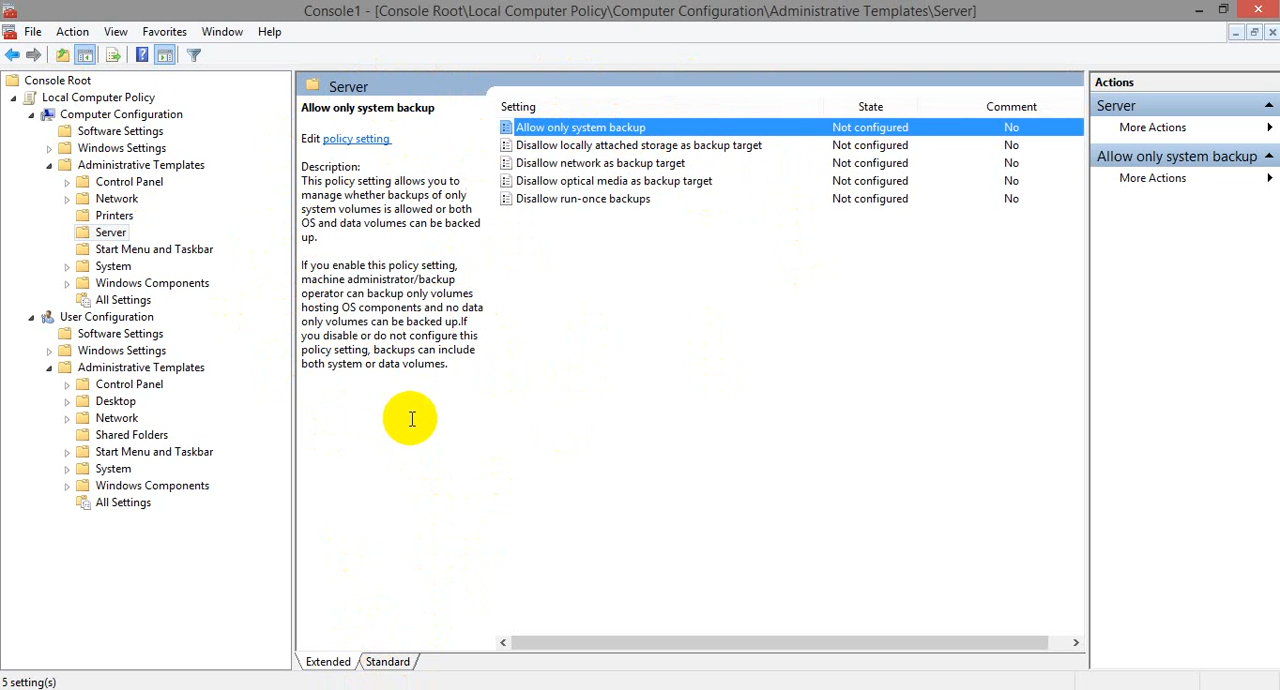 Console1 - [Console Root\Local Computer Policy\Computer Configuration\Administrative Templates\Server]
File Action View Favorites Window Help
Console Root
Local Computer Policy
Computer Configuration
Software Settings
Windows Settings
Administrative Templates
Control Panel
Network
Printers
Server
Start Menu and Taskbar
System
Windows Components
All Settings
User Configuration
Software Settings
Windows Settings
Administrative Templates
Control Panel
Desktop
Network
Shared Folders
Start Menu and Taskbar
System
Windows Components
All Settings
Server
Allow only system backup
Edit policy setting
Description:
This policy setting allows you to
manage whether backups of only
system volumes is allowed or both
OS and data volumes can be backed
up.
If you enable this policy setting,
machine administrator/backup
operator can backup only volumes
hosting OS components and no data
only volumes can be backed up.If
you disable or do not configure this
policy setting, backups can include
both system or data volumes.
Setting State Comment
Allow only system backup Not configured No
Disallow locally attached storage as backup target Not configured No
Disallow network as backup target Not configured No
Disallow optical media as backup target Not configured No
Disallow run-once backups Not configured No
Extended Standard
Actions
Server
More Actions
Allow only system backup
More Actions
5 setting(s)